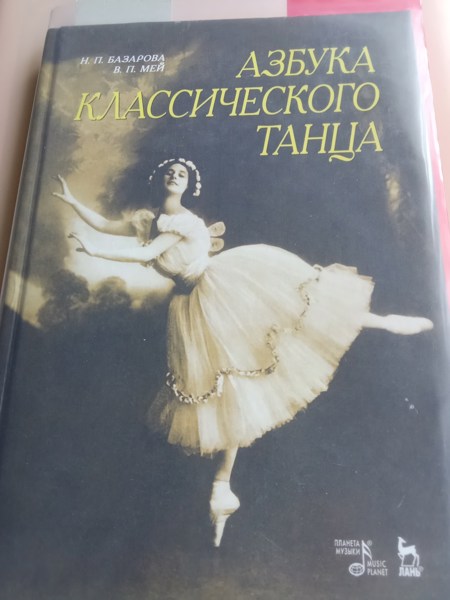 Н. П. БАЗАРОВА
В. П. МЕЙ
АЗБУКА
КЛАССИЧЕСКОГО
ТАНЦА
ПЛАНЕТА
МУЗЫКИ
®
MUSIC
PLANET
®
ЛАНЬ